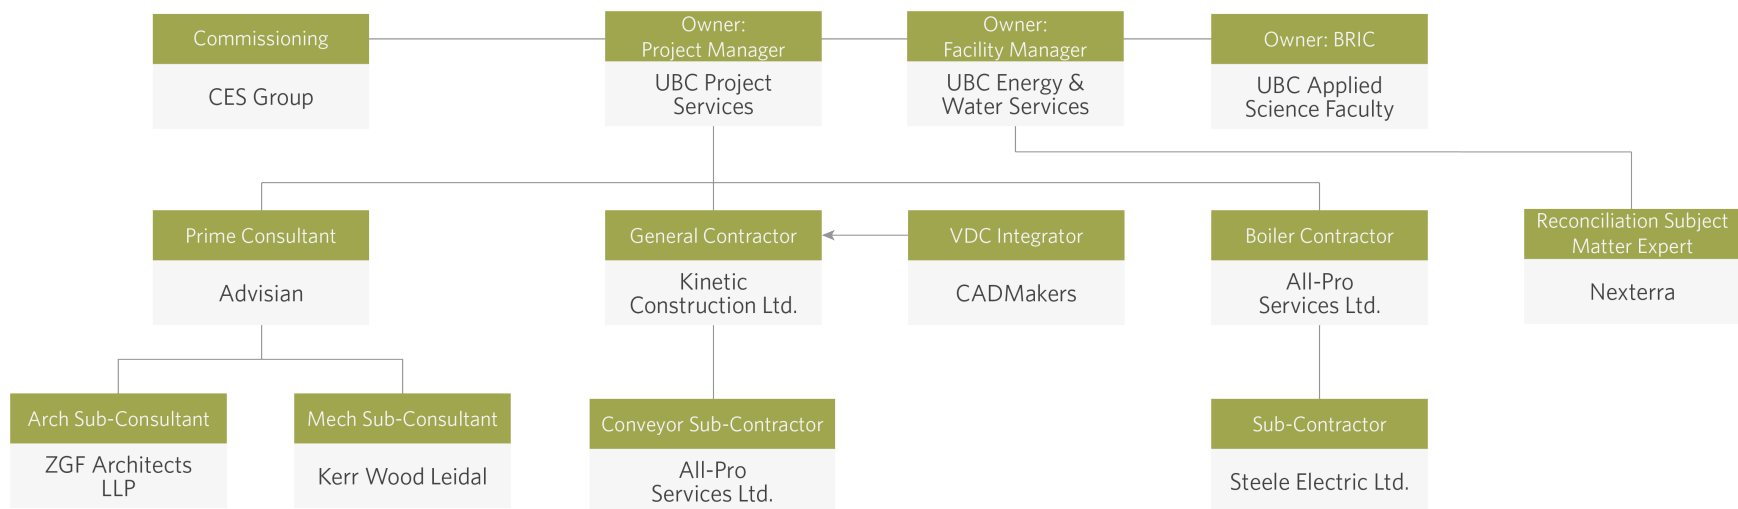 Commissioning
CES Group
Owner:
Project Manager
UBC Project
Services
Owner:
Facility Manager
UBC Energy &
Water Services
Owner: BRIC
UBC Applied
Science Faculty
Prime Consultant
Advisian
General Contractor
Kinetic
Construction Ltd.
VDC Integrator
CADMakers
Boiler Contractor
All-Pro
Services Ltd.
Reconciliation Subject
Matter Expert
Nexterra
Arch Sub-Consultant
ZGF Architects
LLP
Mech Sub-Consultant
Kerr Wood Leidal
Conveyor Sub-Contractor
All-Pro
Services Ltd.
Sub-Contractor
Steele Electric Ltd.